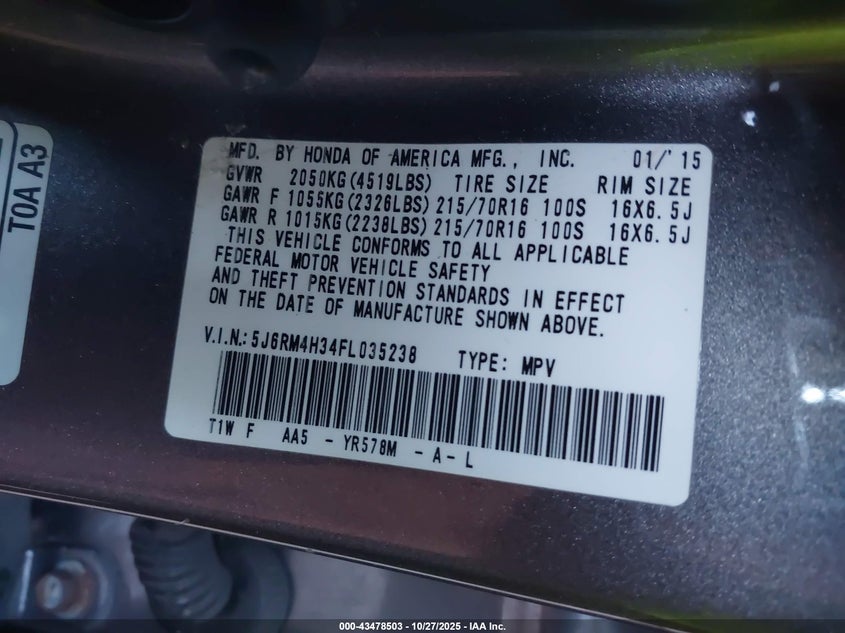 TOA A3
MFD. BY HONDA OF AMERICA MFG., INC. 01/'15
GVWR 2050KG(4519LBS) TIRE SIZE RIM SIZE
GAWR F 1055KG(2326LBS) 215/70R16 100S 16X6.5J
GAWR R 1015KG(2238LBS) 215/70R16 100S 16X6.5J
THIS VEHICLE CONFORMS TO ALL APPLICABLE
FEDERAL MOTOR VEHICLE SAFETY
AND THEFT PREVENTION STANDARDS IN EFFECT
ON THE DATE OF MANUFACTURE SHOWN ABOVE.
V.I.N.: 5J6RM4H34FL035238 TYPE: MPV
T1W F AA5 - YR578M - A - L
000-43478503 - 10/27/2025 - IAA Inc.